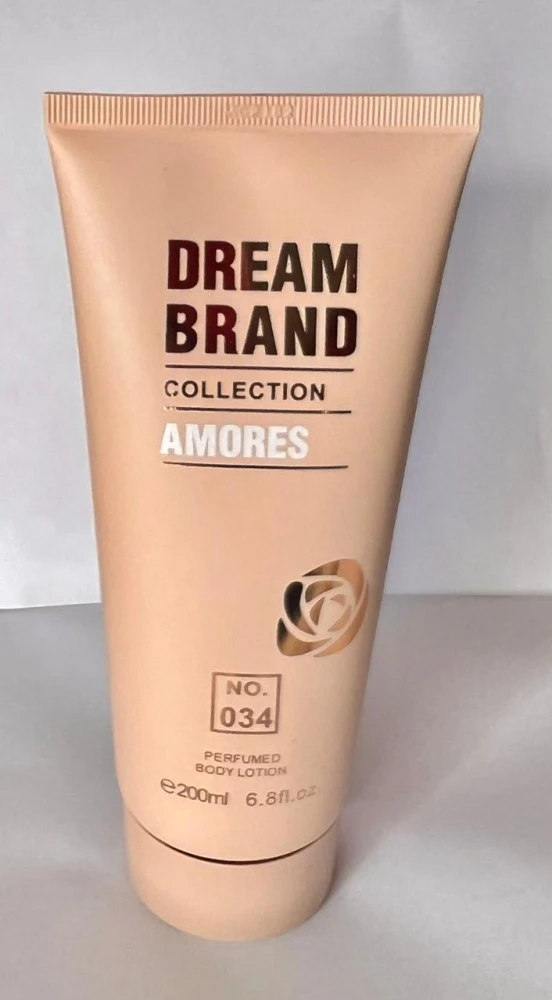 DREAM
BRAND
COLLECTION
AMORES
NO.
034
PERFUMED
BODY LOTION
℮200ml 6.8fl.oz